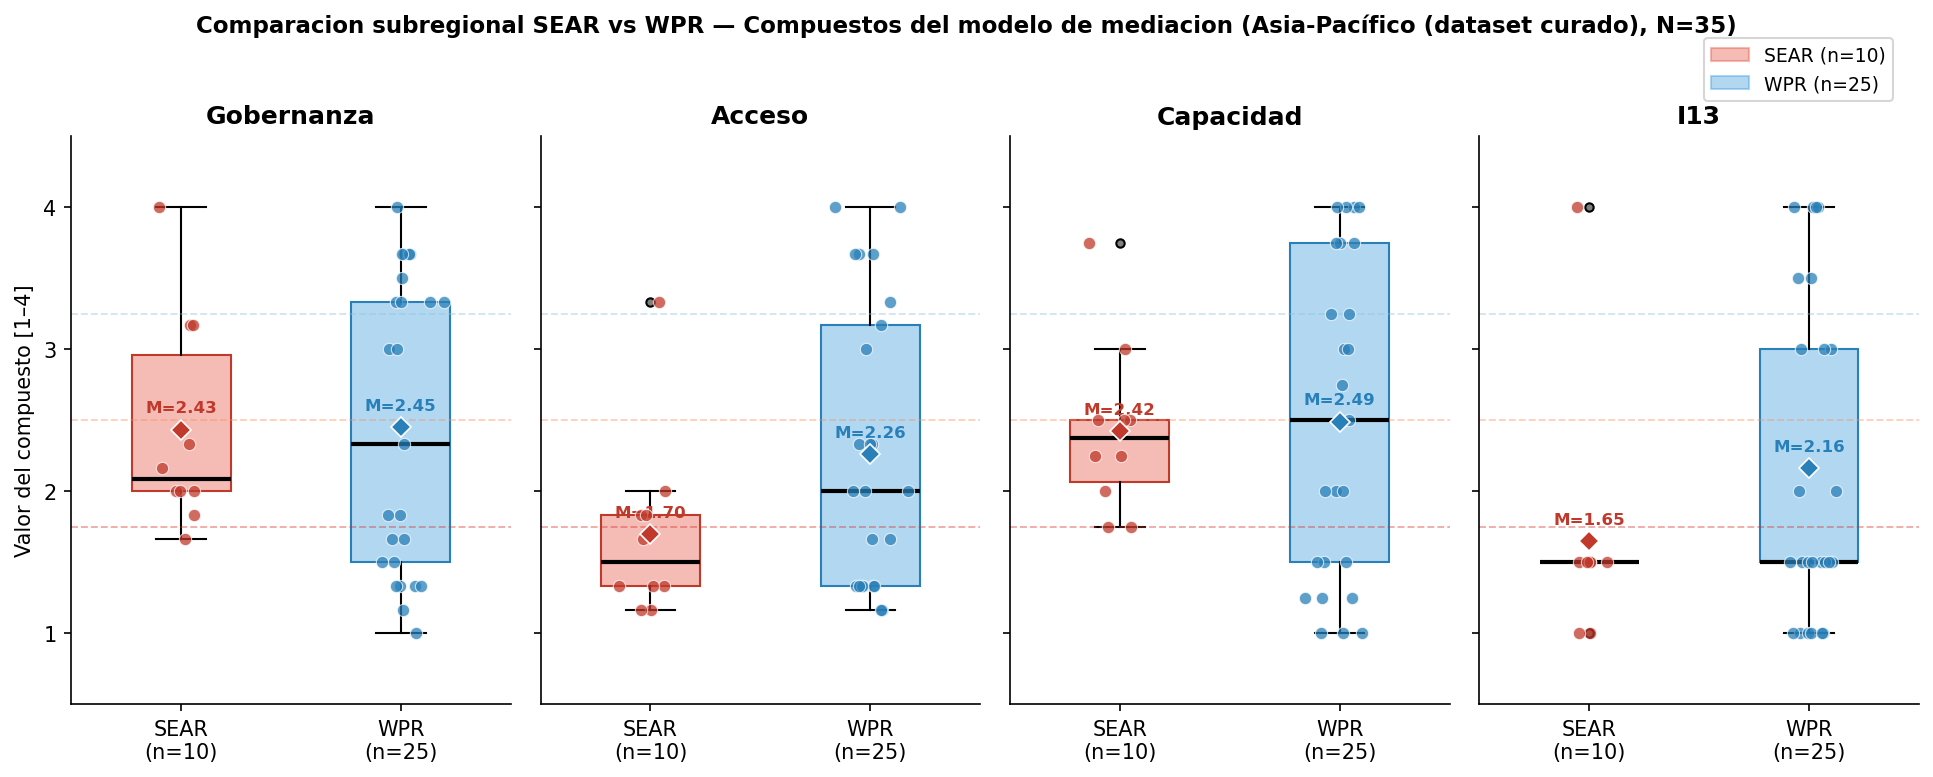 Comparacion subregional SEAR vs WPR — Compuestos del modelo de mediacion (Asia-Pacífico (dataset curado), N=35)
SEAR (n=10)
WPR (n=25)
Gobernanza
Acceso
Capacidad
I13
Valor del compuesto [1–4]
4
3
2
1
M=2.43
M=2.45
M=1.70
M=2.26
M=2.42
M=2.49
M=1.65
M=2.16
SEAR
(n=10)
WPR
(n=25)
SEAR
(n=10)
WPR
(n=25)
SEAR
(n=10)
WPR
(n=25)
SEAR
(n=10)
WPR
(n=25)